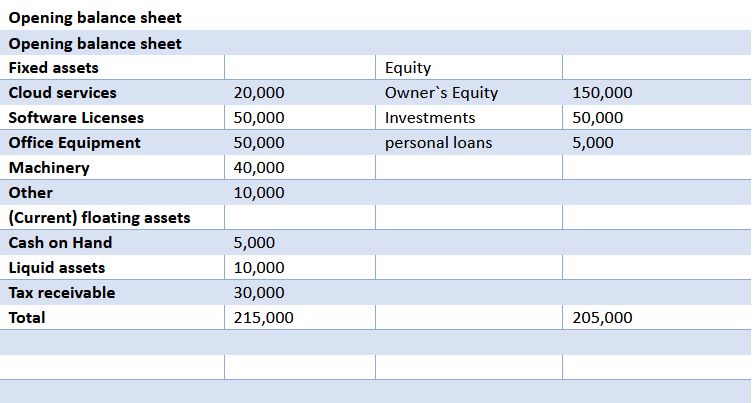 Opening balance sheet
Opening balance sheet
Fixed assets Equity
Cloud services 20,000 Owner`s Equity 150,000
Software Licenses 50,000 Investments 50,000
Office Equipment 50,000 personal loans 5,000
Machinery 40,000
Other 10,000
(Current) floating assets
Cash on Hand 5,000
Liquid assets 10,000
Tax receivable 30,000
Total 215,000 205,000